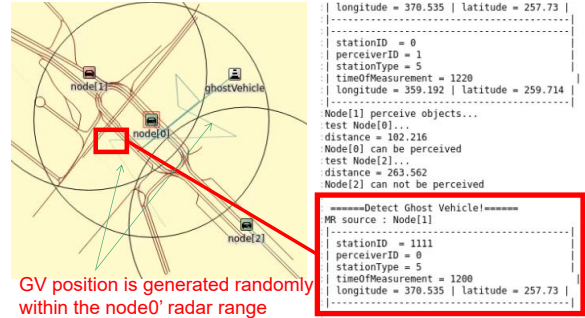 node[1]
ghostVehicle
node[0]
node[2]
GV position is generated randomly
within the node0' radar range
| longitude = 370.535 | latitude = 257.73 |
|-----------------------------------------|
|-----------------------------------------|
| stationID  = 0
| perceiverID = 1
| stationType = 5
| timeOfMeasurement = 1220 |
| longitude = 359.192 | latitude = 259.714 |
|-----------------------------------------|
Node[1] perceive objects...
test Node[0]...
distance = 102.216
Node[0] can be perceived
test Node[2]...
distance = 263.562
Node[2] can not be perceived
======Detect Ghost Vehicle!======
MR source : Node[1]
|-----------------------------------------|
| stationID  = 1111
| perceiverID = 0
| stationType = 5
| timeOfMeasurement = 1200 |
| longitude = 370.535 | latitude = 257.73 |
|-----------------------------------------|